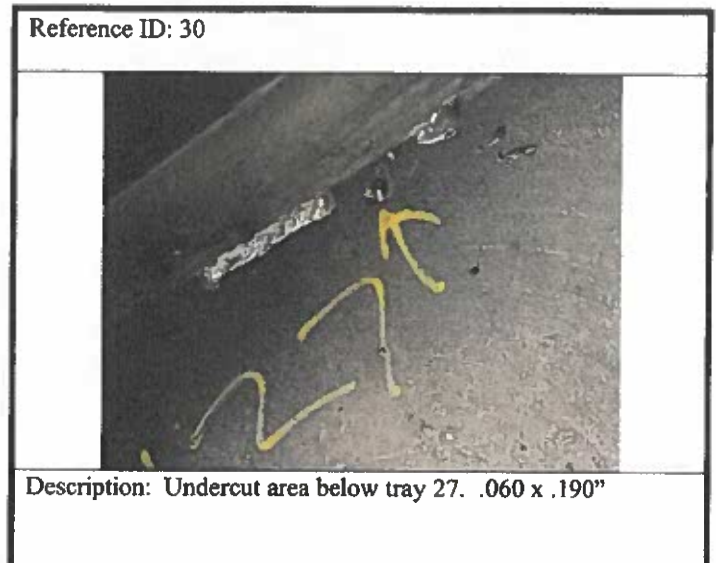 Reference ID: 30
.27
Description: Undercut area below tray 27. .060 x .190”